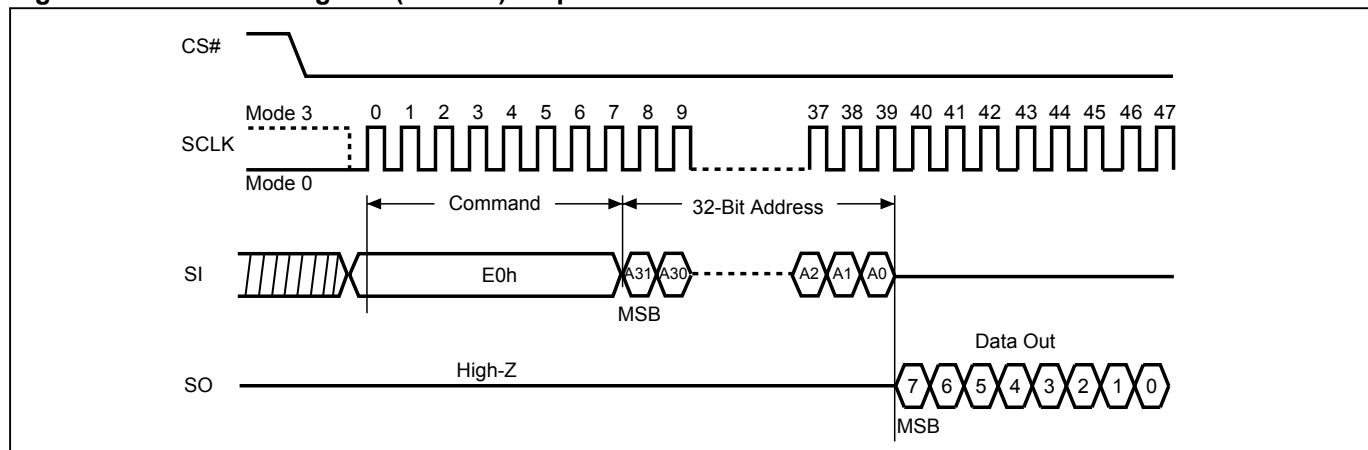 CS#
Mode 3 0 1 2 3 4 5 6 7 8 9 37 38 39 40 41 42 43 44 45 46 47
SCLK
Mode 0
Command 32-Bit Address
SI E0h A31 A30 A2 A1 A0
MSB
Data Out
High-Z
SO 7 6 5 4 3 2 1 0
MSB